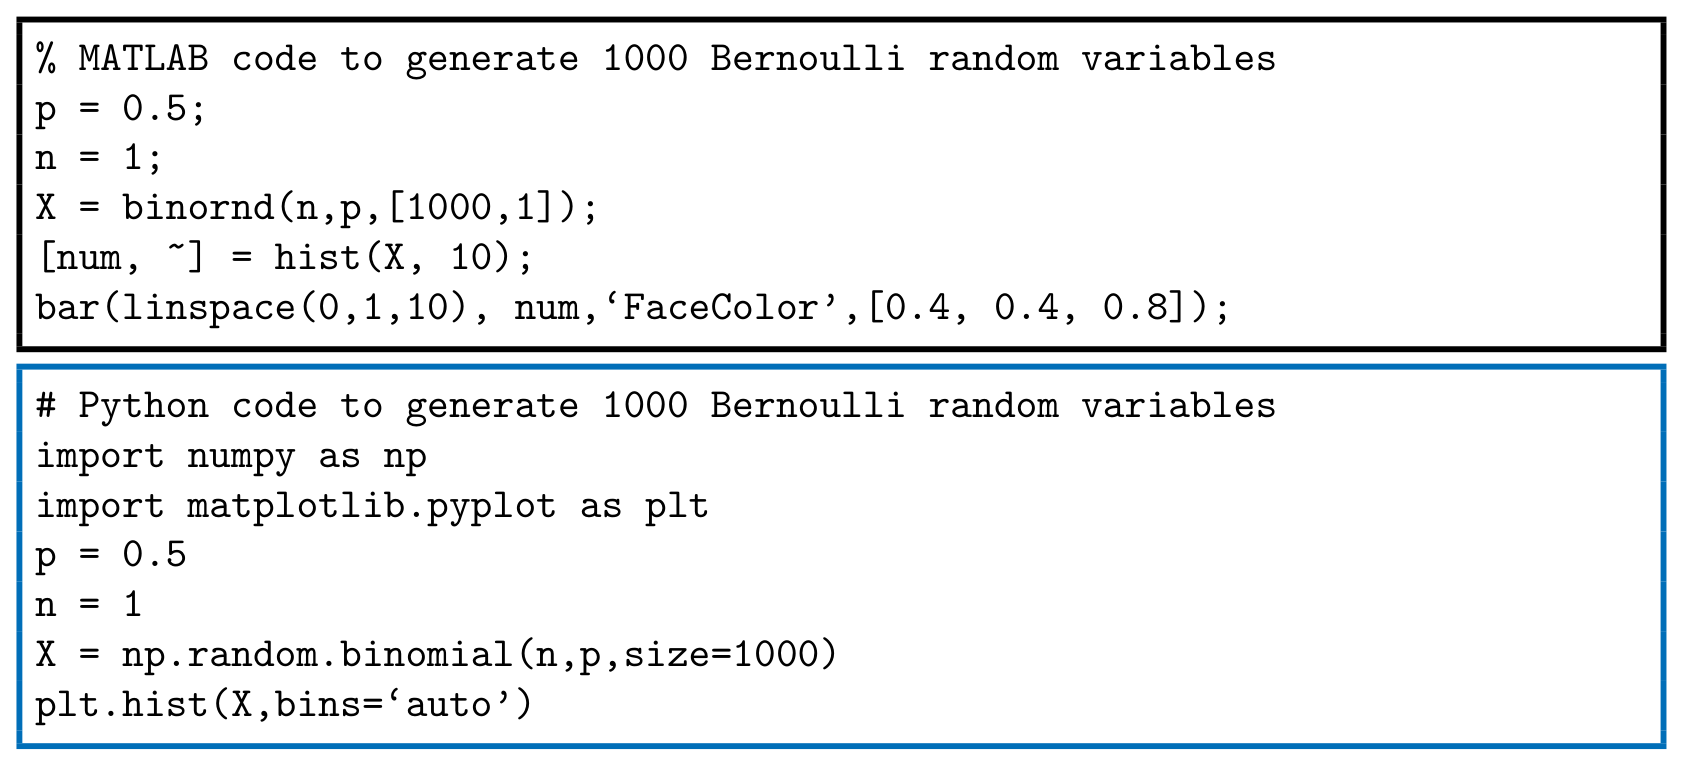 % MATLAB code to generate 1000 Bernoulli random variables
p = 0.5;
n = 1;
X = binornd(n,p,[1000,1]);
[num, ~] = hist(X, 10);
bar(linspace(0,1,10), num,‘FaceColor’,[0.4, 0.4, 0.8]);
# Python code to generate 1000 Bernoulli random variables
import numpy as np
import matplotlib.pyplot as plt
p = 0.5
n = 1
X = np.random.binomial(n,p,size=1000)
plt.hist(X,bins=‘auto’)